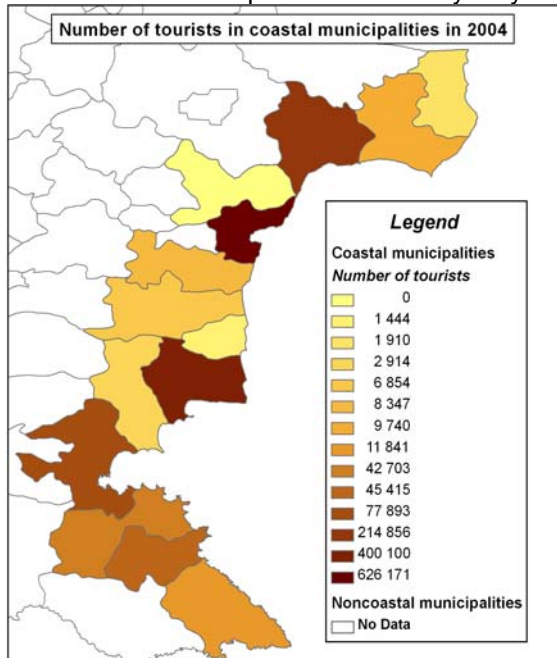 Number of tourists in coastal municipalities in 2004
Legend
Coastal municipalities
Number of tourists
0
1 444
1 910
2 914
6 854
8 347
9 740
11 841
42 703
45 415
77 893
214 856
400 100
626 171
Noncoastal municipalities
No Data